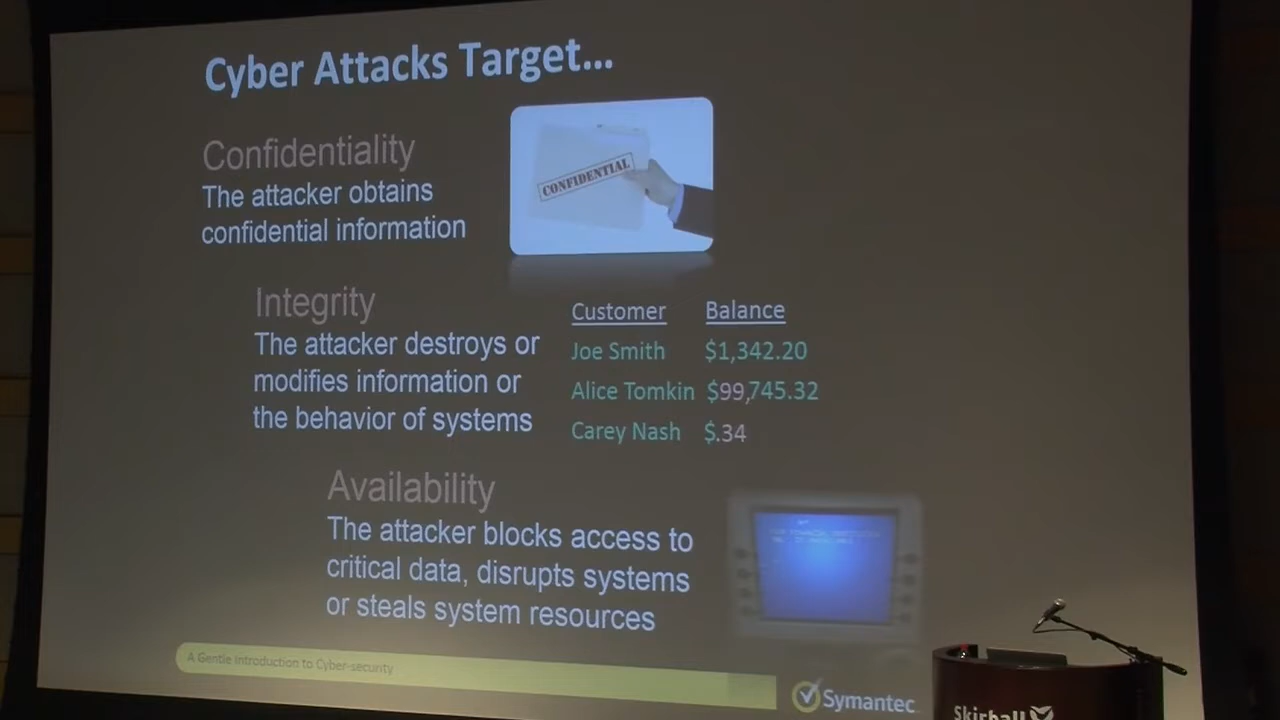 Cyber Attacks Target...
Confidentiality
The attacker obtains
confidential information
CONFIDENTIAL
Integrity
The attacker destroys or
modifies information or
the behavior of systems
Customer Balance
Joe Smith $1,342.20
Alice Tomkin $99,745.32
Carey Nash $.34
Availability
The attacker blocks access to
critical data, disrupts systems
or steals system resources
A Gentle Introduction to Cyber-security
Symantec
Skirball